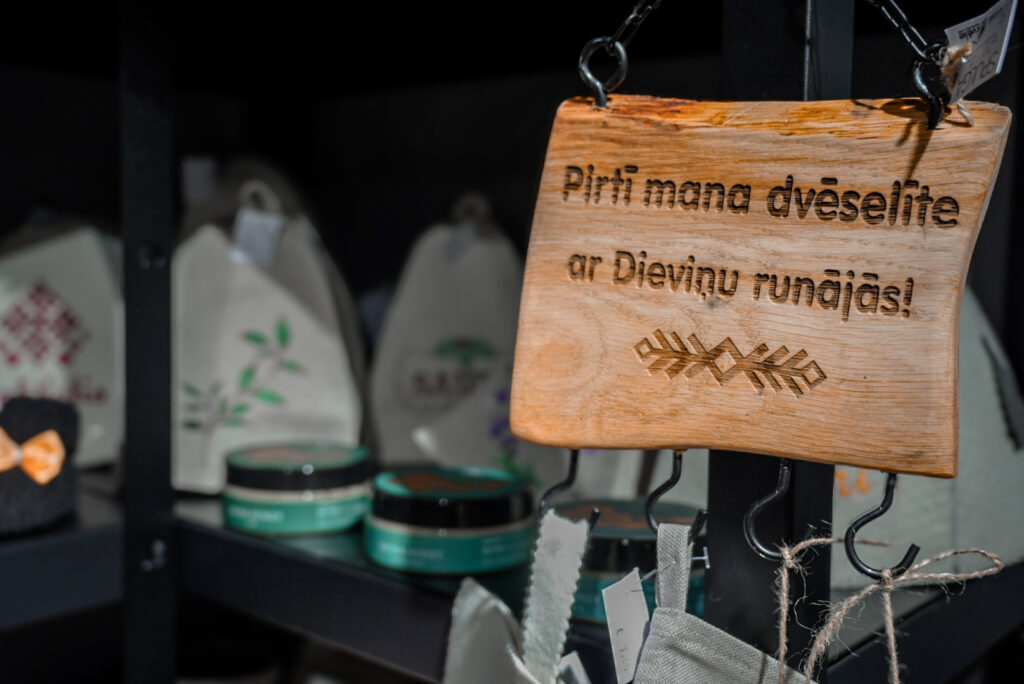 Pirtī mana dvēselīte
ar Dieviņu runājās!